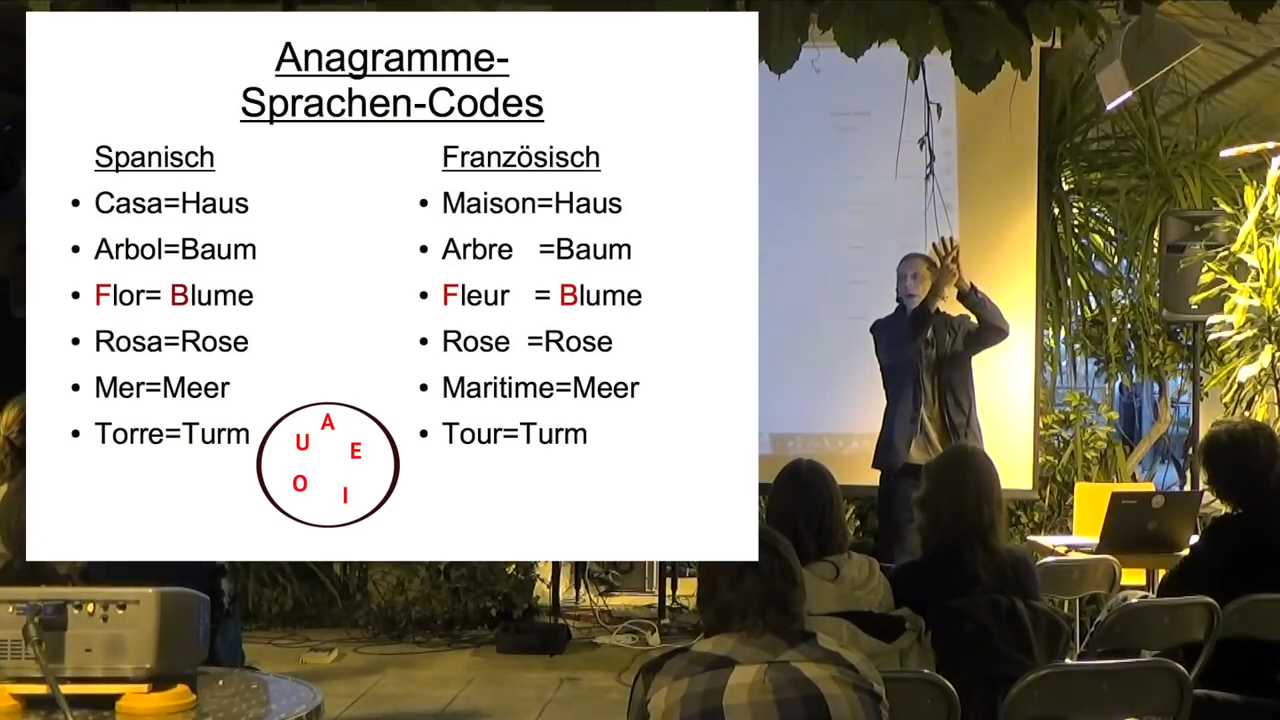 Anagramme-
Sprachen-Codes
Spanisch
• Casa=Haus
• Arbol=Baum
• Flor= Blume
• Rosa=Rose
• Mer=Meer
• Torre=Turm
A
U
E
O
I
Französisch
• Maison=Haus
• Arbre =Baum
• Fleur = Blume
• Rose =Rose
• Maritime=Meer
• Tour=Turm